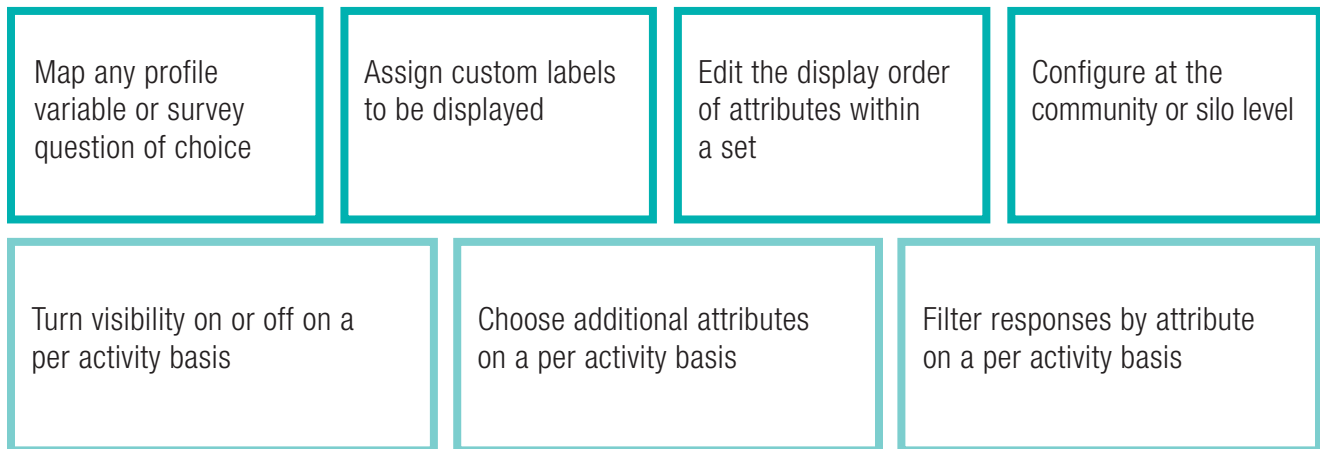 Map any profile
variable or survey
question of choice
Assign custom labels
to be displayed
Edit the display order
of attributes within
a set
Configure at the
community or silo level
Turn visibility on or off on a
per activity basis
Choose additional attributes
on a per activity basis
Filter responses by attribute
on a per activity basis